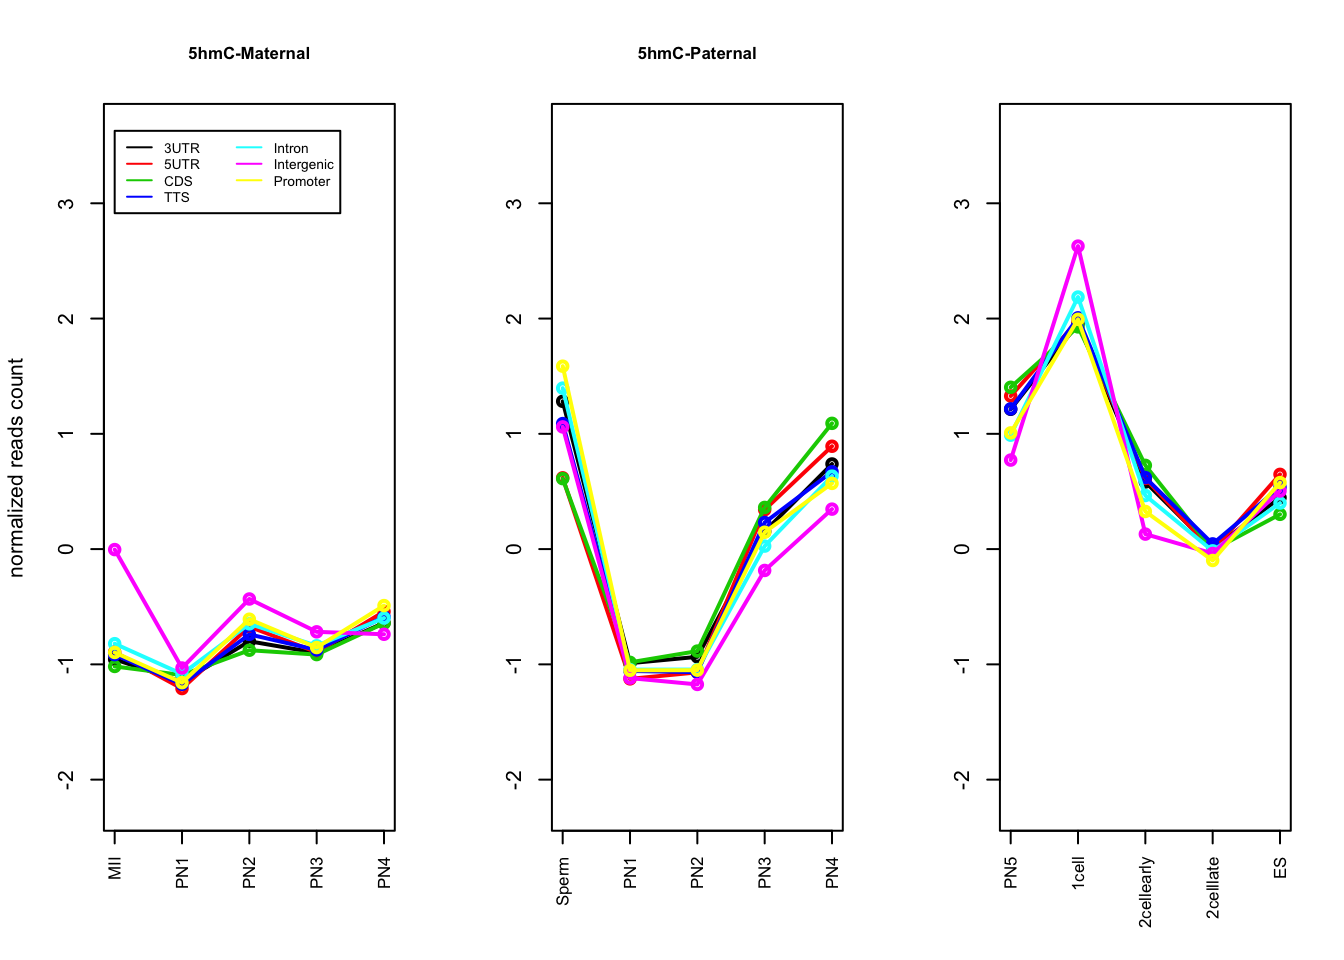 5hmC-Maternal
5hmC-Paternal
normalized reads count
3UTR
5UTR
CDS
TTS
Intron
Intergenic
Promoter
3
2
1
0
-1
-2
MII
PN1
PN2
PN3
PN4
3
2
1
0
-1
-2
Sperm
PN1
PN2
PN3
PN4
3
2
1
0
-1
-2
PN5
1cell
2cellearly
2celllate
ES